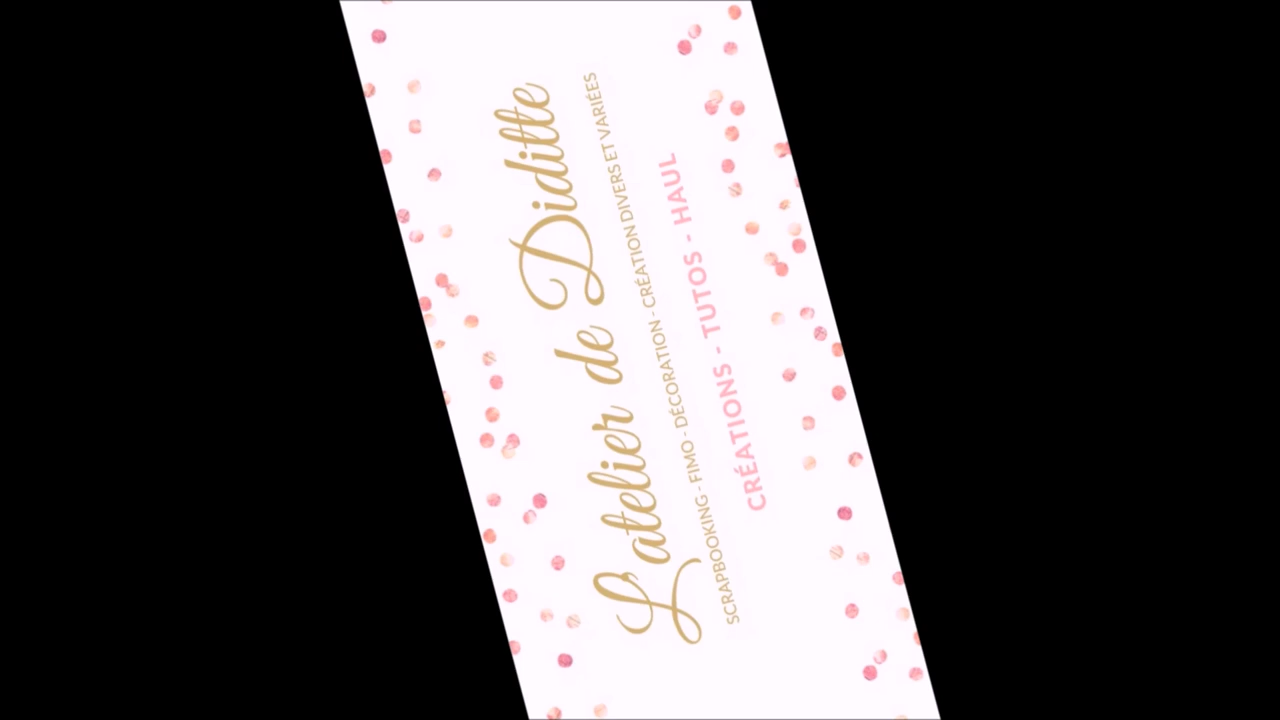 L'atelier de Diditte
SCRAPBOOKING - FIMO - DÉCORATION - CRÉATION DIVERS ET VARIÉES
CRÉATIONS - TUTOS - HAUL